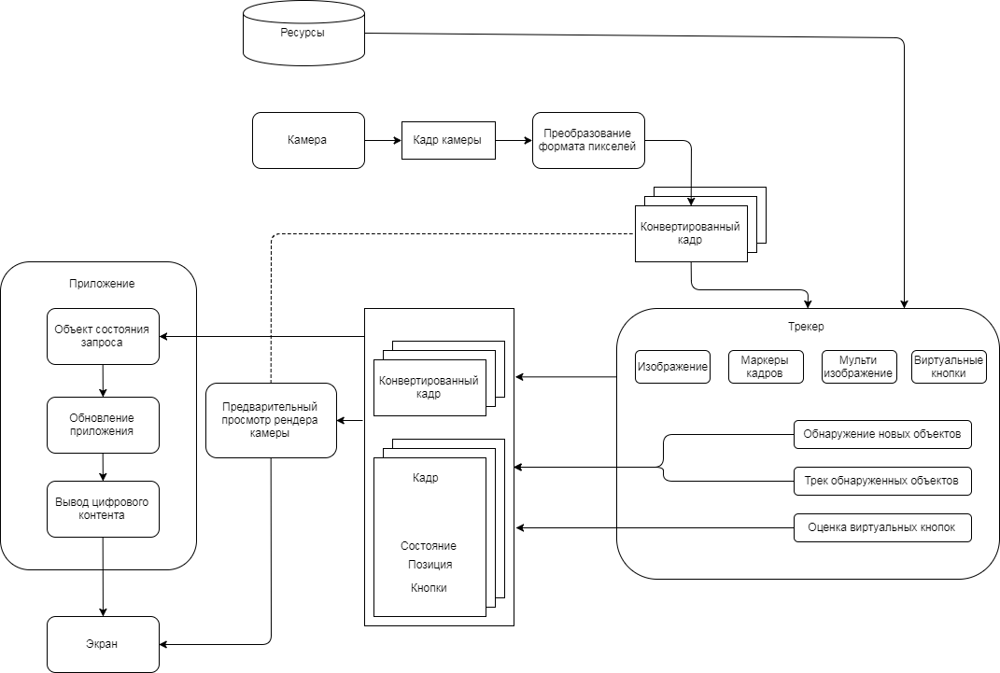 Ресурсы
Камера
Кадр камеры
Преобразование
формата пикселей
Конвертированный
кадр
Приложение
Объект состояния
запроса
Обновление
приложения
Вывод цифрового
контента
Экран
Предварительный
просмотр рендера
камеры
Конвертированный
кадр
Кадр
Состояние
Позиция
Кнопки
Трекер
Изображение
Маркеры
кадров
Мульти
изображение
Виртуальные
кнопки
Обнаружение новых объектов
Трек обнаруженных объектов
Оценка виртуальных кнопок